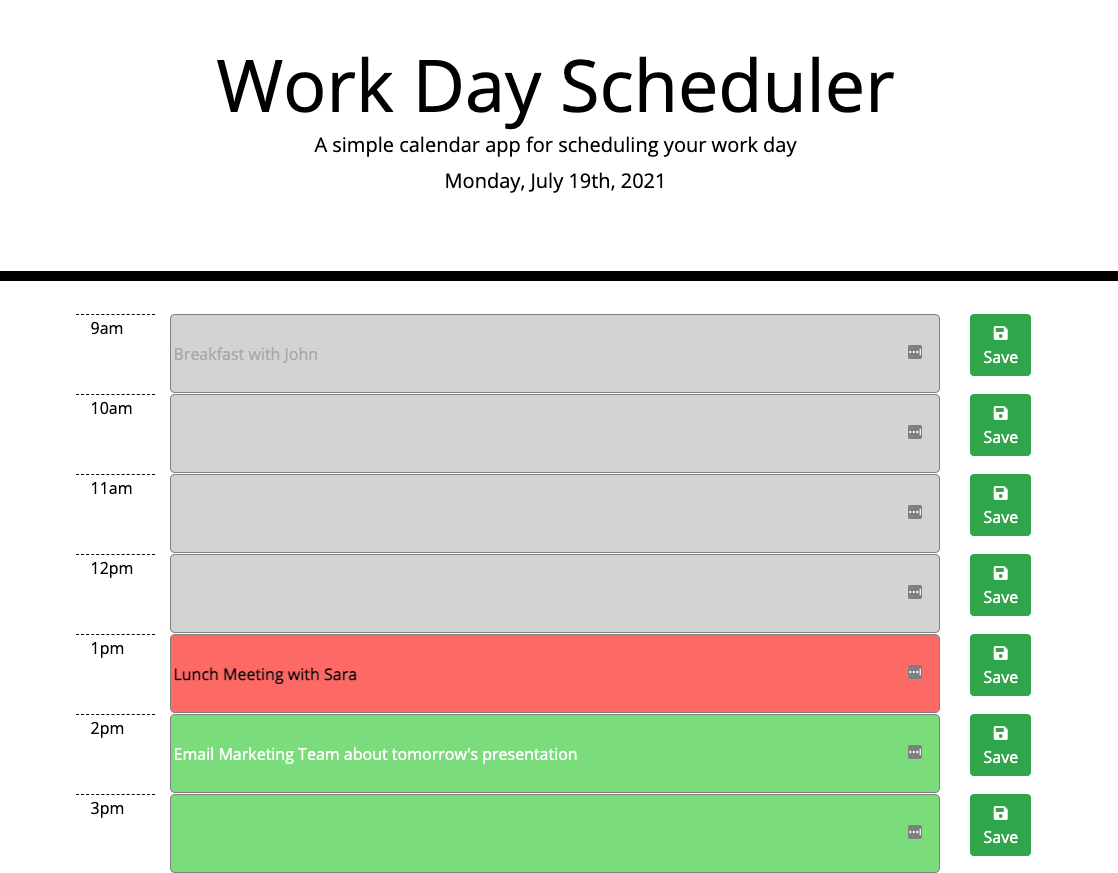 Work Day Scheduler
A simple calendar app for scheduling your work day
Monday, July 19th, 2021
9am
Breakfast with John
Save
10am
Save
11am
Save
12pm
Save
1pm
Lunch Meeting with Sara
Save
2pm
Email Marketing Team about tomorrow's presentation
Save
3pm
Save